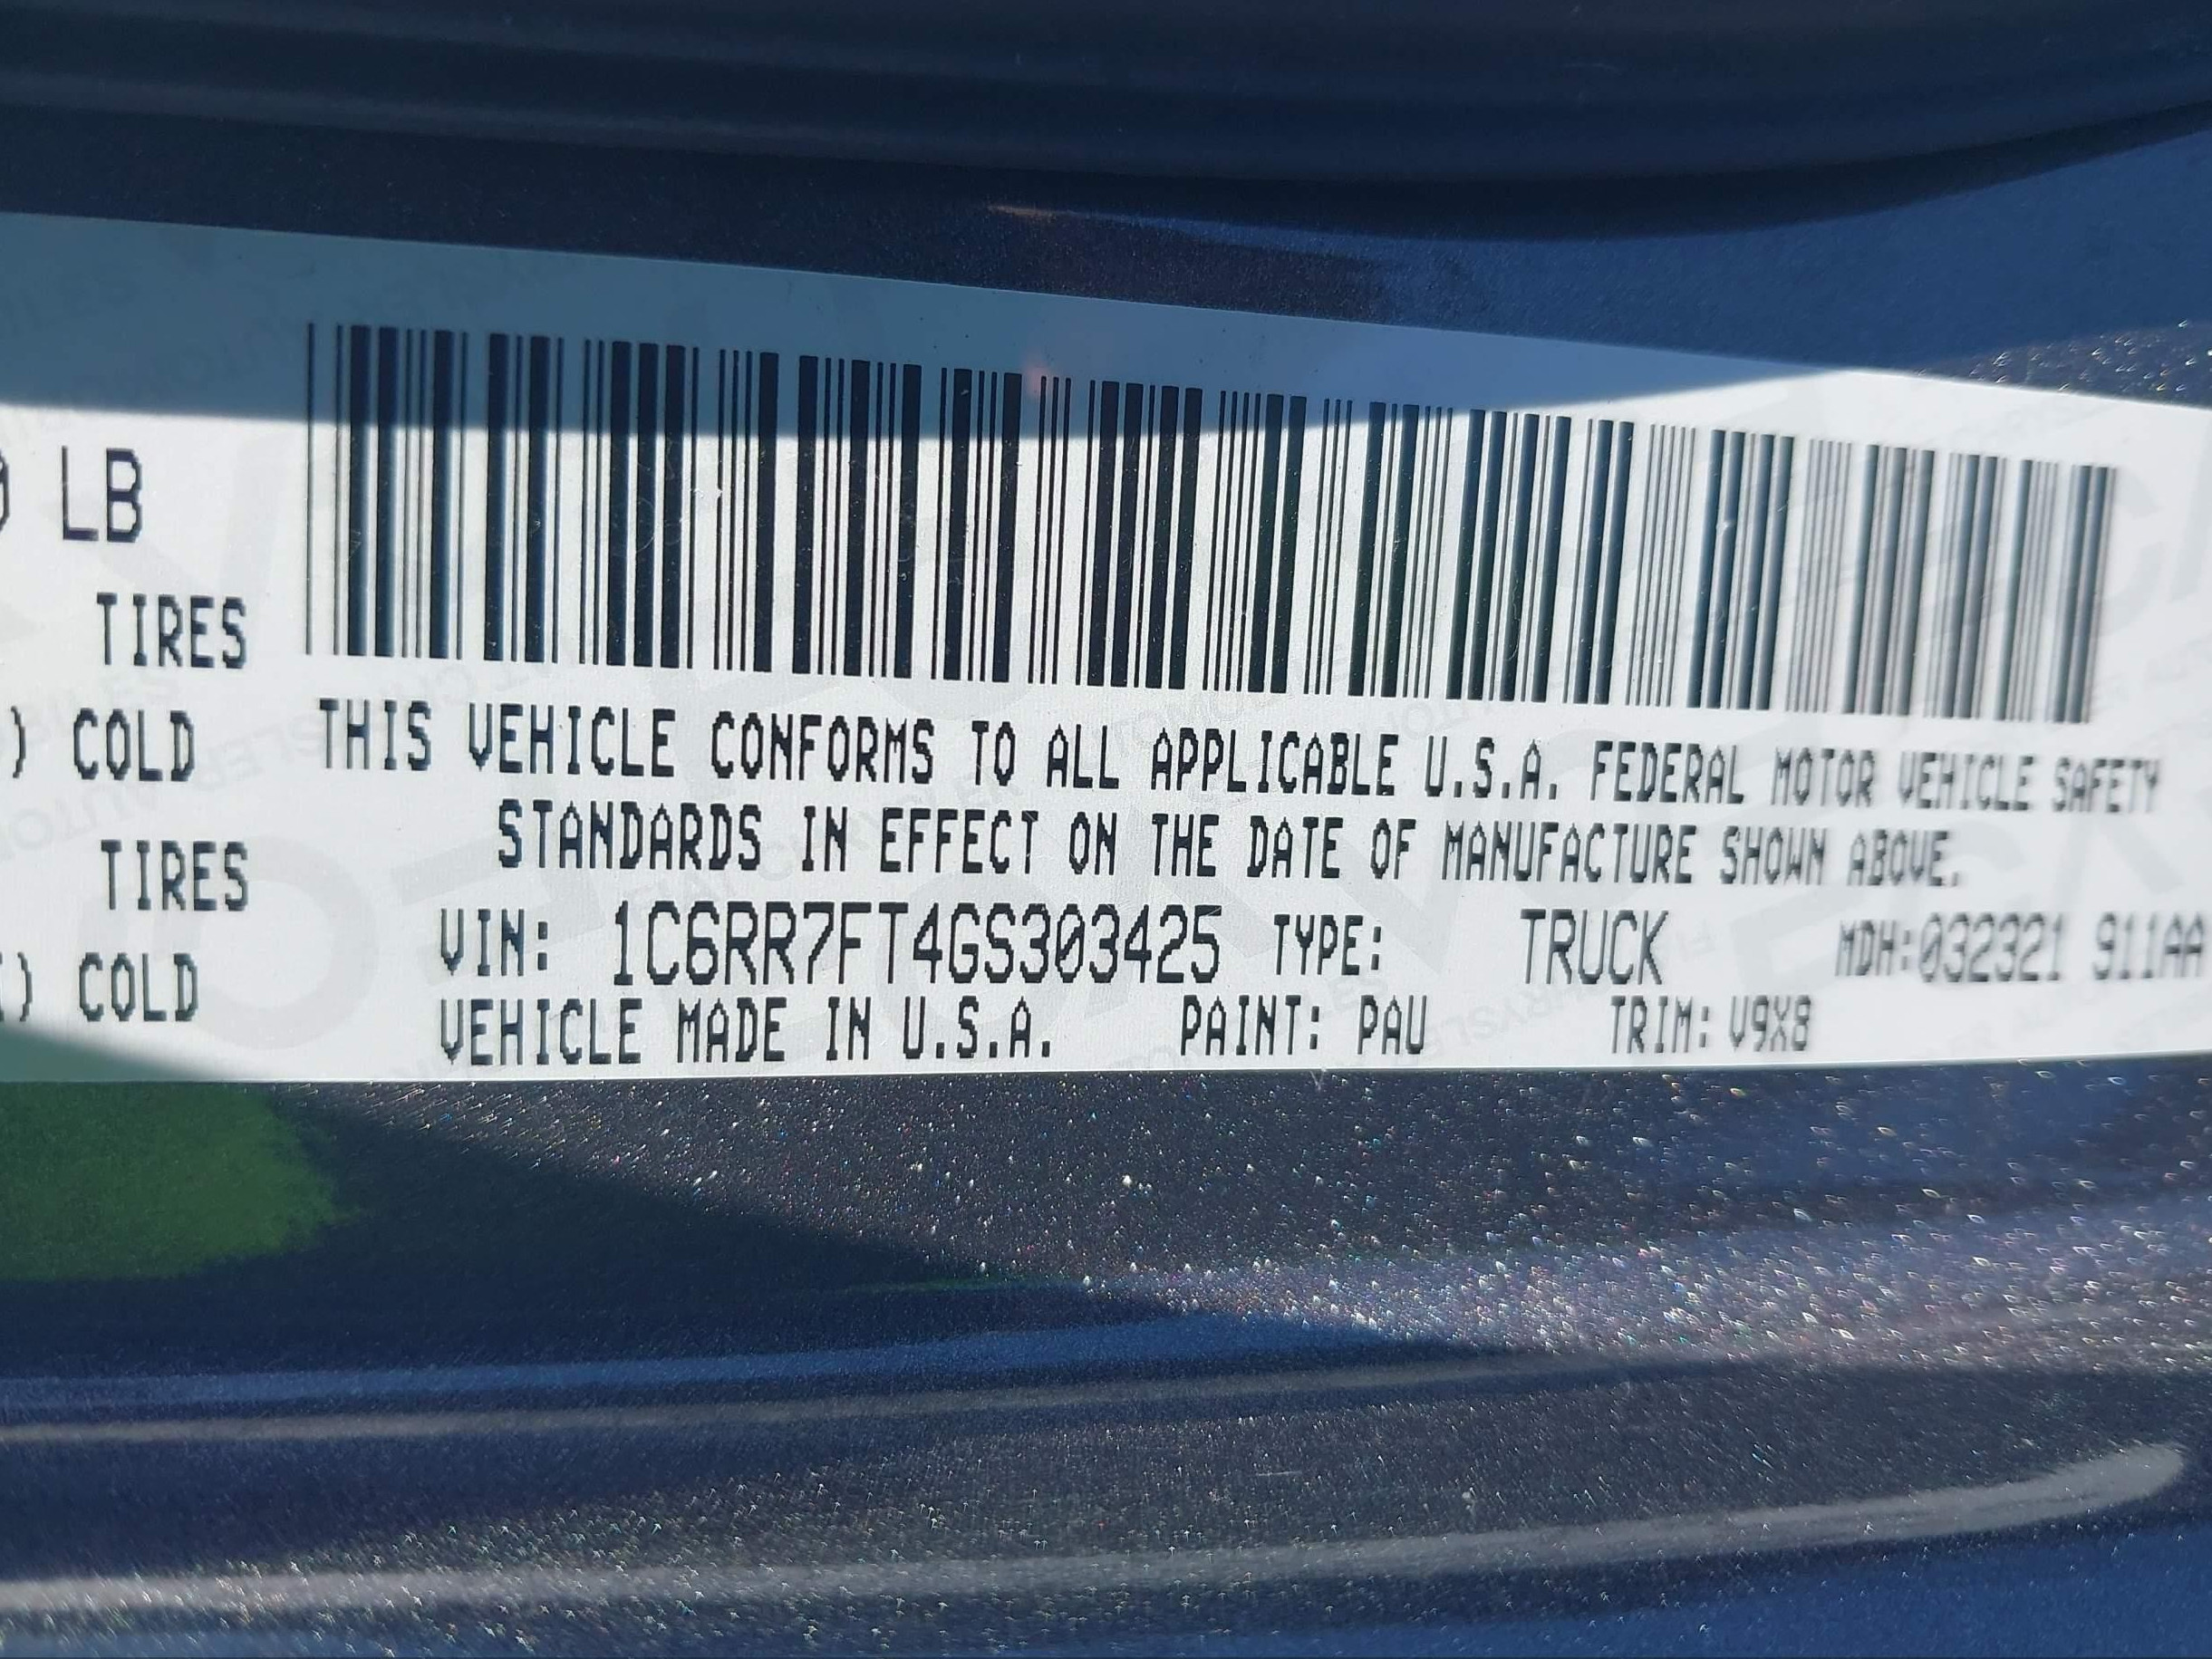 LB
TIRES
) COLD
TIRES
) COLD
THIS VEHICLE CONFORMS TO ALL APPLICABLE U.S.A. FEDERAL MOTOR VEHICLE SAFETY
STANDARDS IN EFFECT ON THE DATE OF MANUFACTURE SHOWN ABOVE.
VIN: 1C6RR7FT4GS303425 TYPE: TRUCK MDH:032321 911AA
VEHICLE MADE IN U.S.A. PAINT: PAU TRIM: V9X8